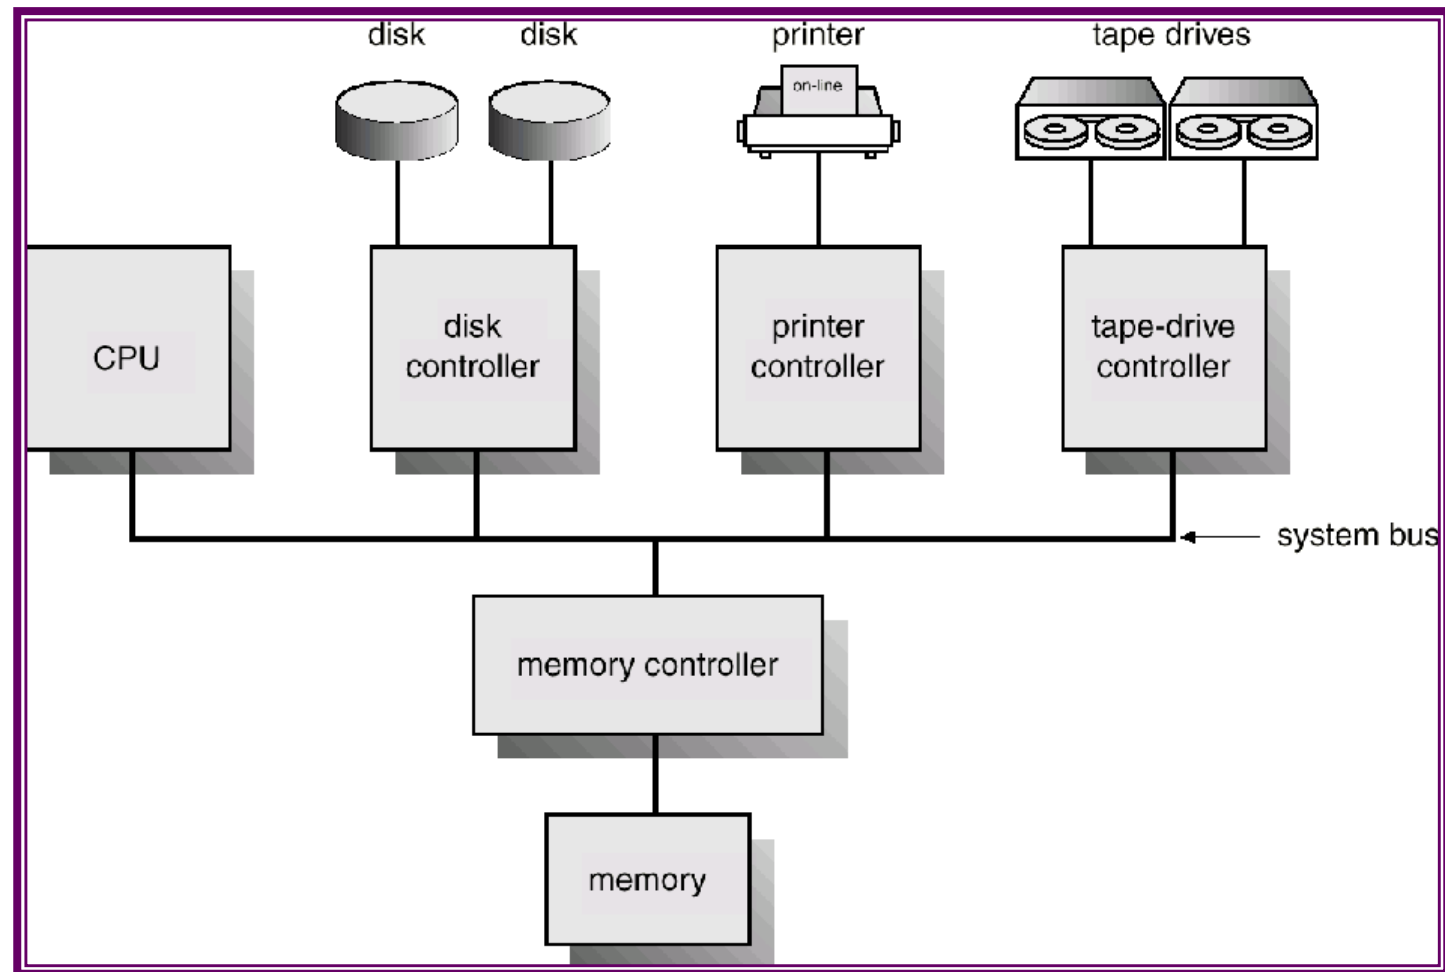 disk disk printer tape drives
on-line
CPU
disk
controller
printer
controller
tape-drive
controller
system bus
memory controller
memory